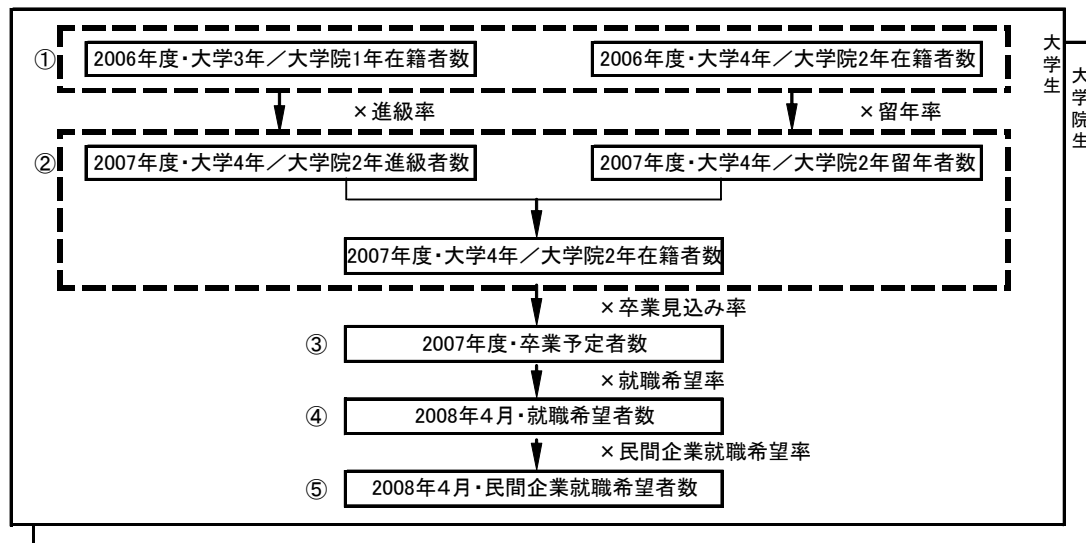 ①
2006年度・大学3年／大学院1年在籍者数
2006年度・大学4年／大学院2年在籍者数
大学生
大学院生
×進級率
×留年率
②
2007年度・大学4年／大学院2年進級者数
2007年度・大学4年／大学院2年留年者数
2007年度・大学4年／大学院2年在籍者数
×卒業見込み率
③
2007年度・卒業予定者数
×就職希望率
④
2008年４月・就職希望者数
×民間企業就職希望率
⑤
2008年４月・民間企業就職希望者数